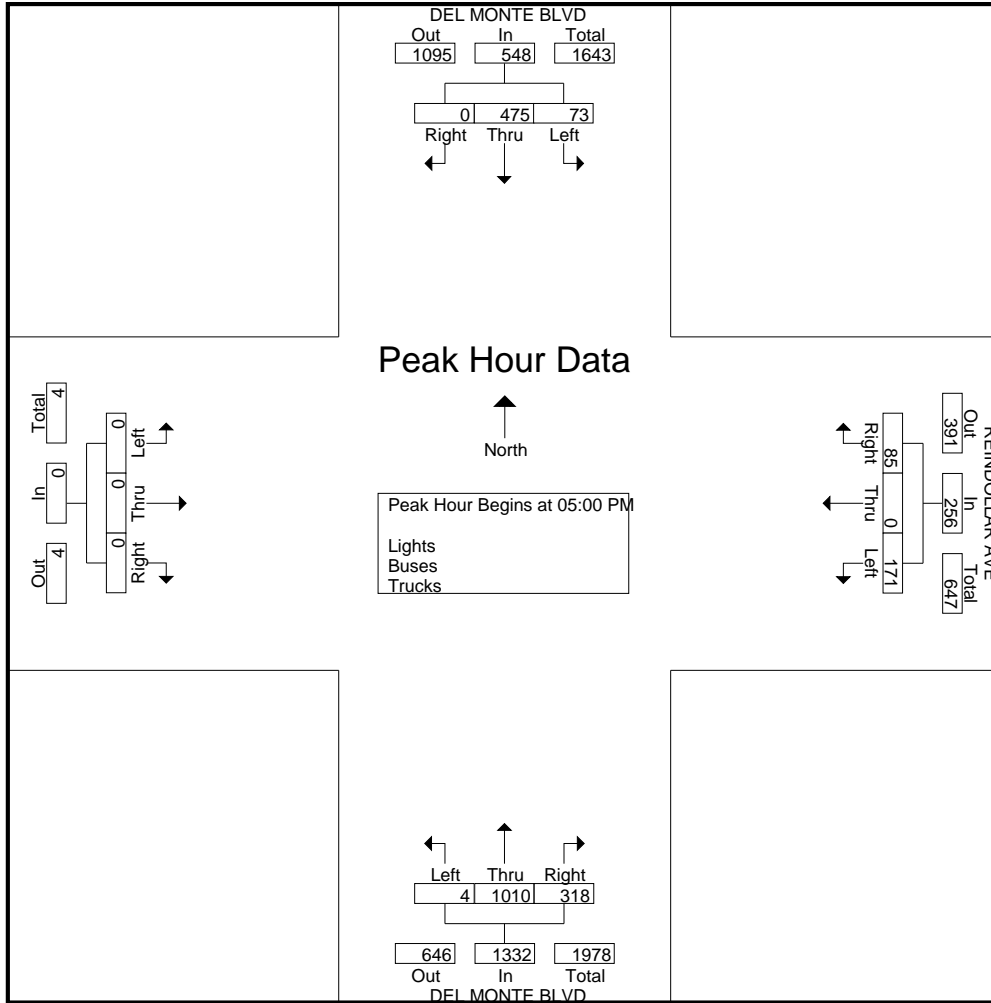 DEL MONTE BLVD
Out In Total
1095 548 1643
0 475 73
Right Thru Left
Peak Hour Data
North
Peak Hour Begins at 05:00 PM
Lights
Buses
Trucks
Total In Out
4 0 4
0 0 0
Left Thru Right
REINDOLLAR AVE
Out In Total
391 256 647
85 0 171
Right Thru Left
Left Thru Right
4 1010 318
646 1332 1978
Out In Total
DEL MONTE BLVD